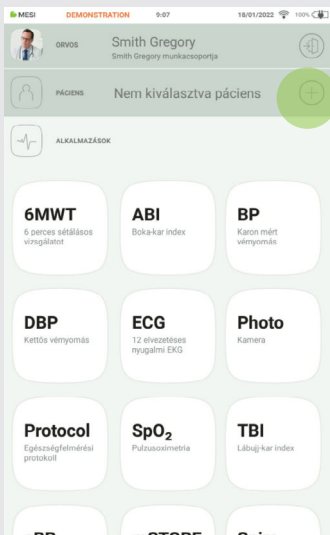 MESI DEMONSTRATION 9:07 18/01/2022 100%
ORVOS Smith Gregory
Smith Gregory munkacsoportja
PÁCIENS Nem kiválasztva páciens
ALKALMAZÁSOK
6MWT ABI BP
6 perces sétálásos Boka-kar index Karon mért
vizsgálatot vérnyomás
DBP ECG Photo
Kettős vérnyomás 12 elvezetéses Kamera
nyugalmi EKG
Protocol SpO₂ TBI
Egészségfelmérési Pulzusoximetria Lábujj-kar index
protokoll